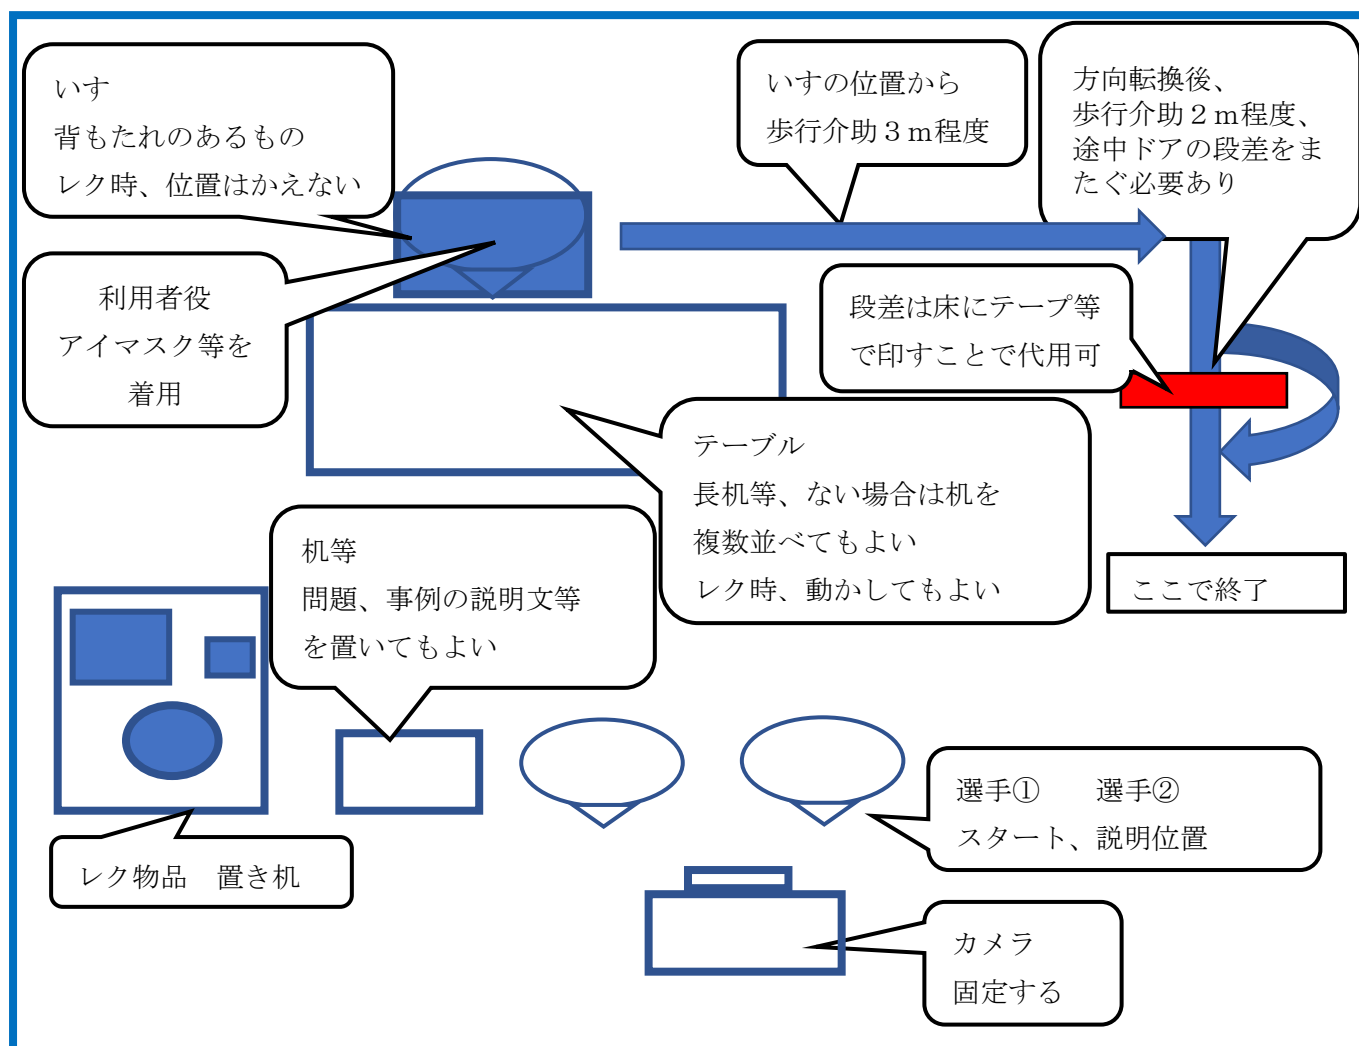 いす
背もたれのあるもの
レク時、位置はかえない
いすの位置から
歩行介助３ｍ程度
方向転換後、
歩行介助２ｍ程度、
途中ドアの段差をま
たぐ必要あり
利用者役
アイマスク等を
着用
段差は床にテープ等
で印すことで代用可
テーブル
長机等、ない場合は机を
複数並べてもよい
レク時、動かしてもよい
机等
問題、事例の説明文等
を置いてもよい
ここで終了
選手①　　選手②
スタート、説明位置
レク物品　置き机
カメラ
固定する